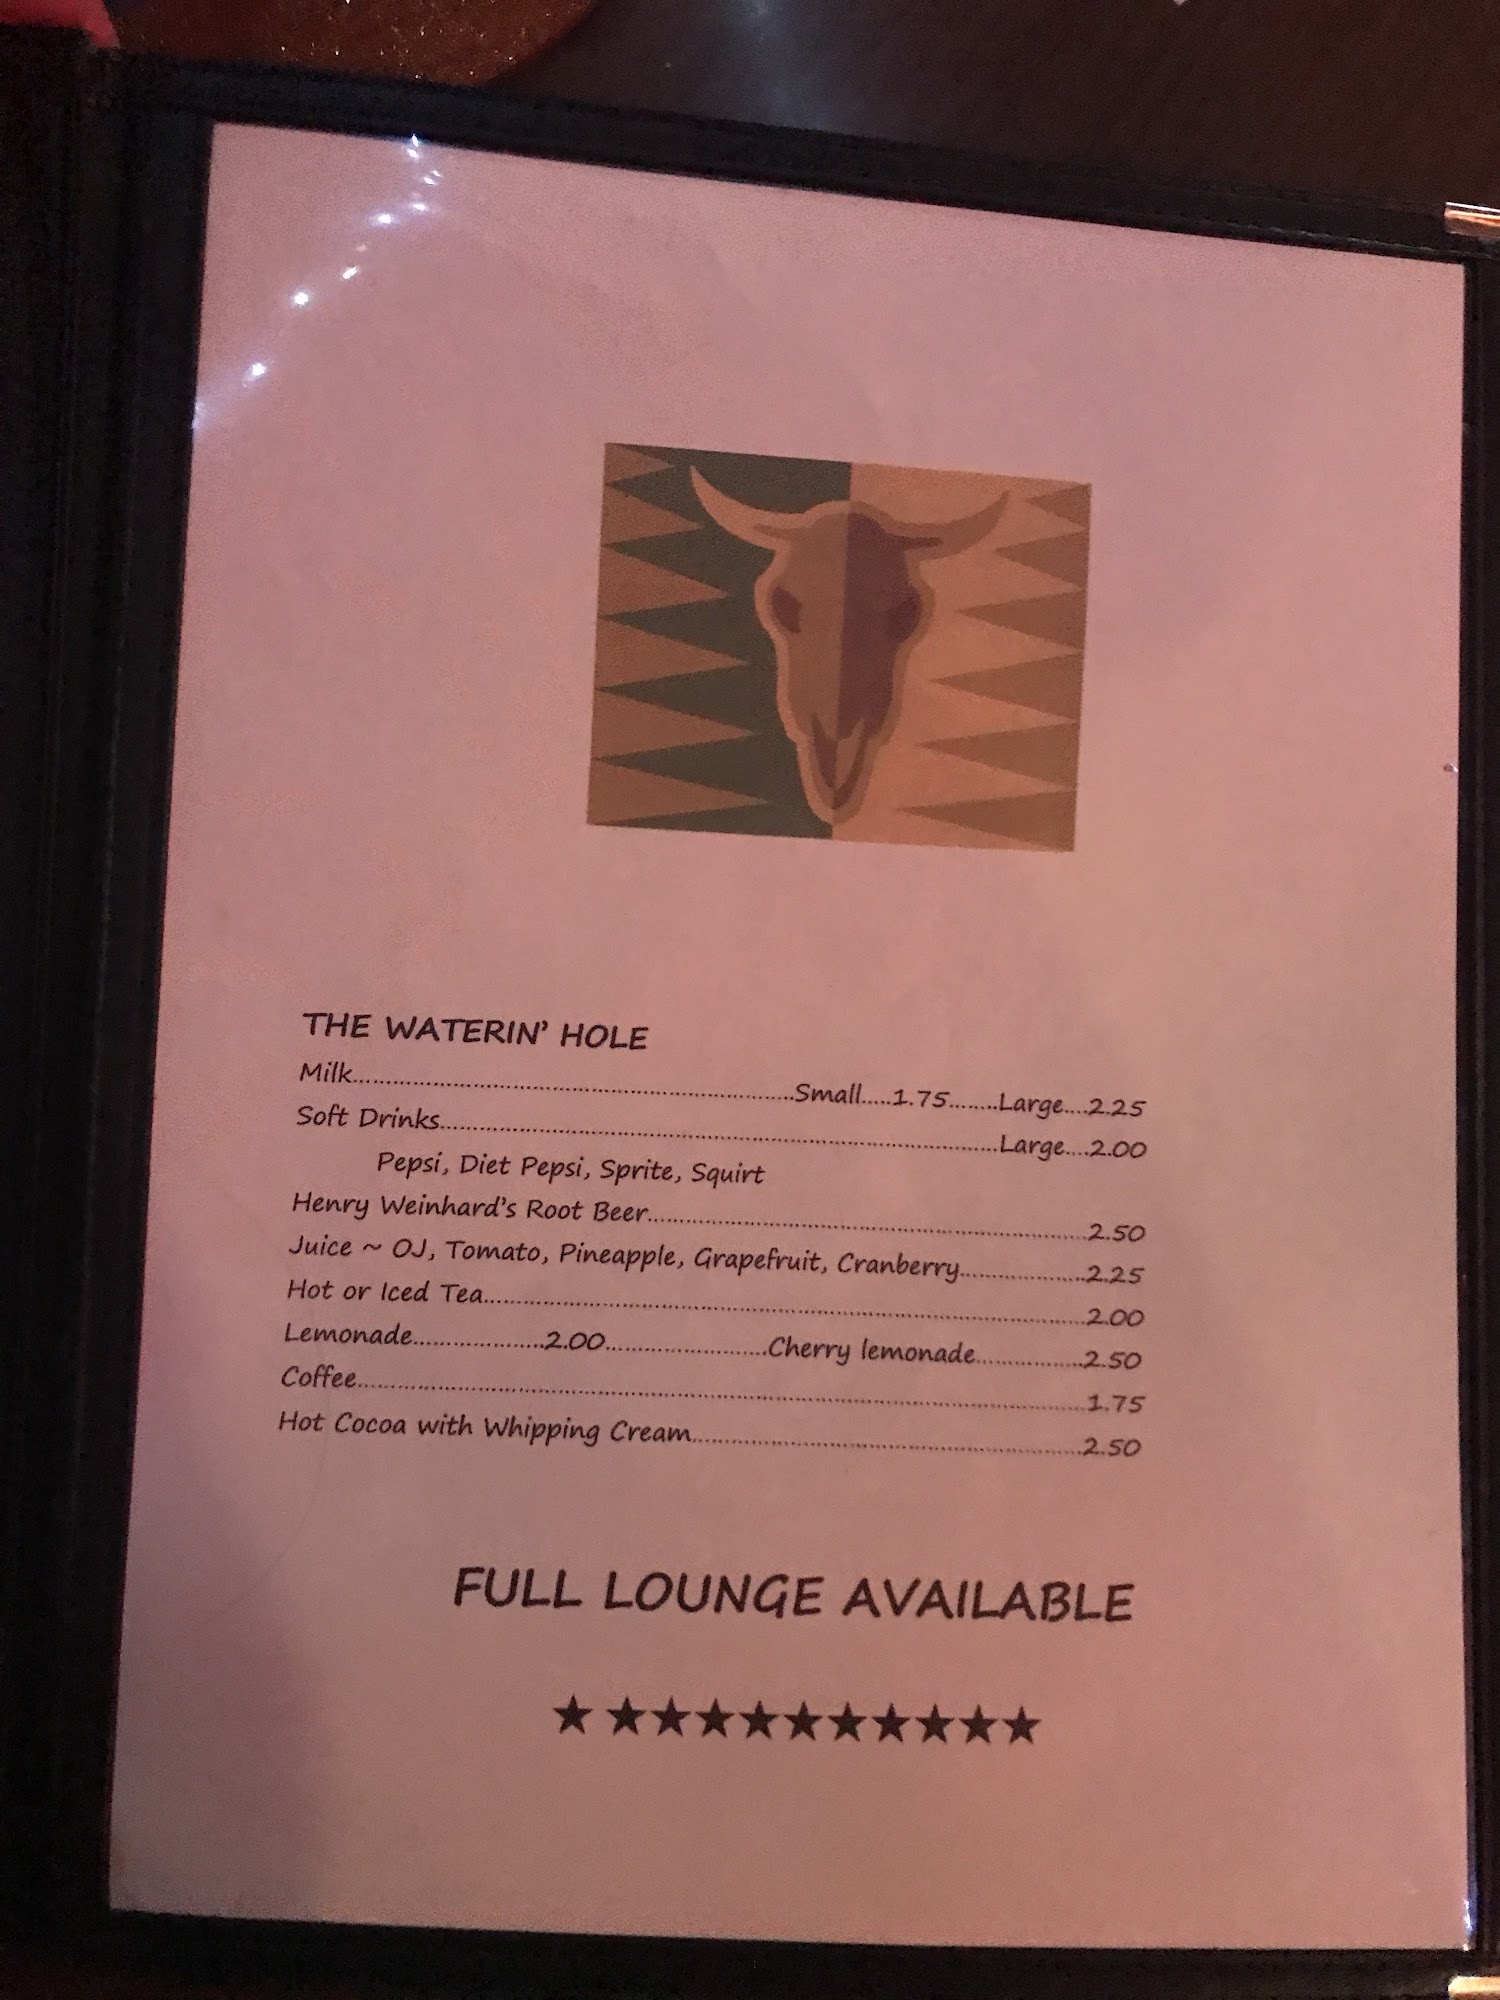 THE WATERIN' HOLE
Milk.......................................................Small.....1.75.......Large....2.25
Soft Drinks.....................................................................Large....2.00
Pepsi, Diet Pepsi, Sprite, Squirt
Henry Weinhard's Root Beer......................................................2.50
Juice ~ OJ, Tomato, Pineapple, Grapefruit, Cranberry...................2.25
Hot or Iced Tea...........................................................................2.00
Lemonade....................2.00........................Cherry lemonade................2.50
Coffee...........................................................................................1.75
Hot Cocoa with Whipping Cream.................................................2.50
FULL LOUNGE AVAILABLE
★ ★★★★★★★★★★